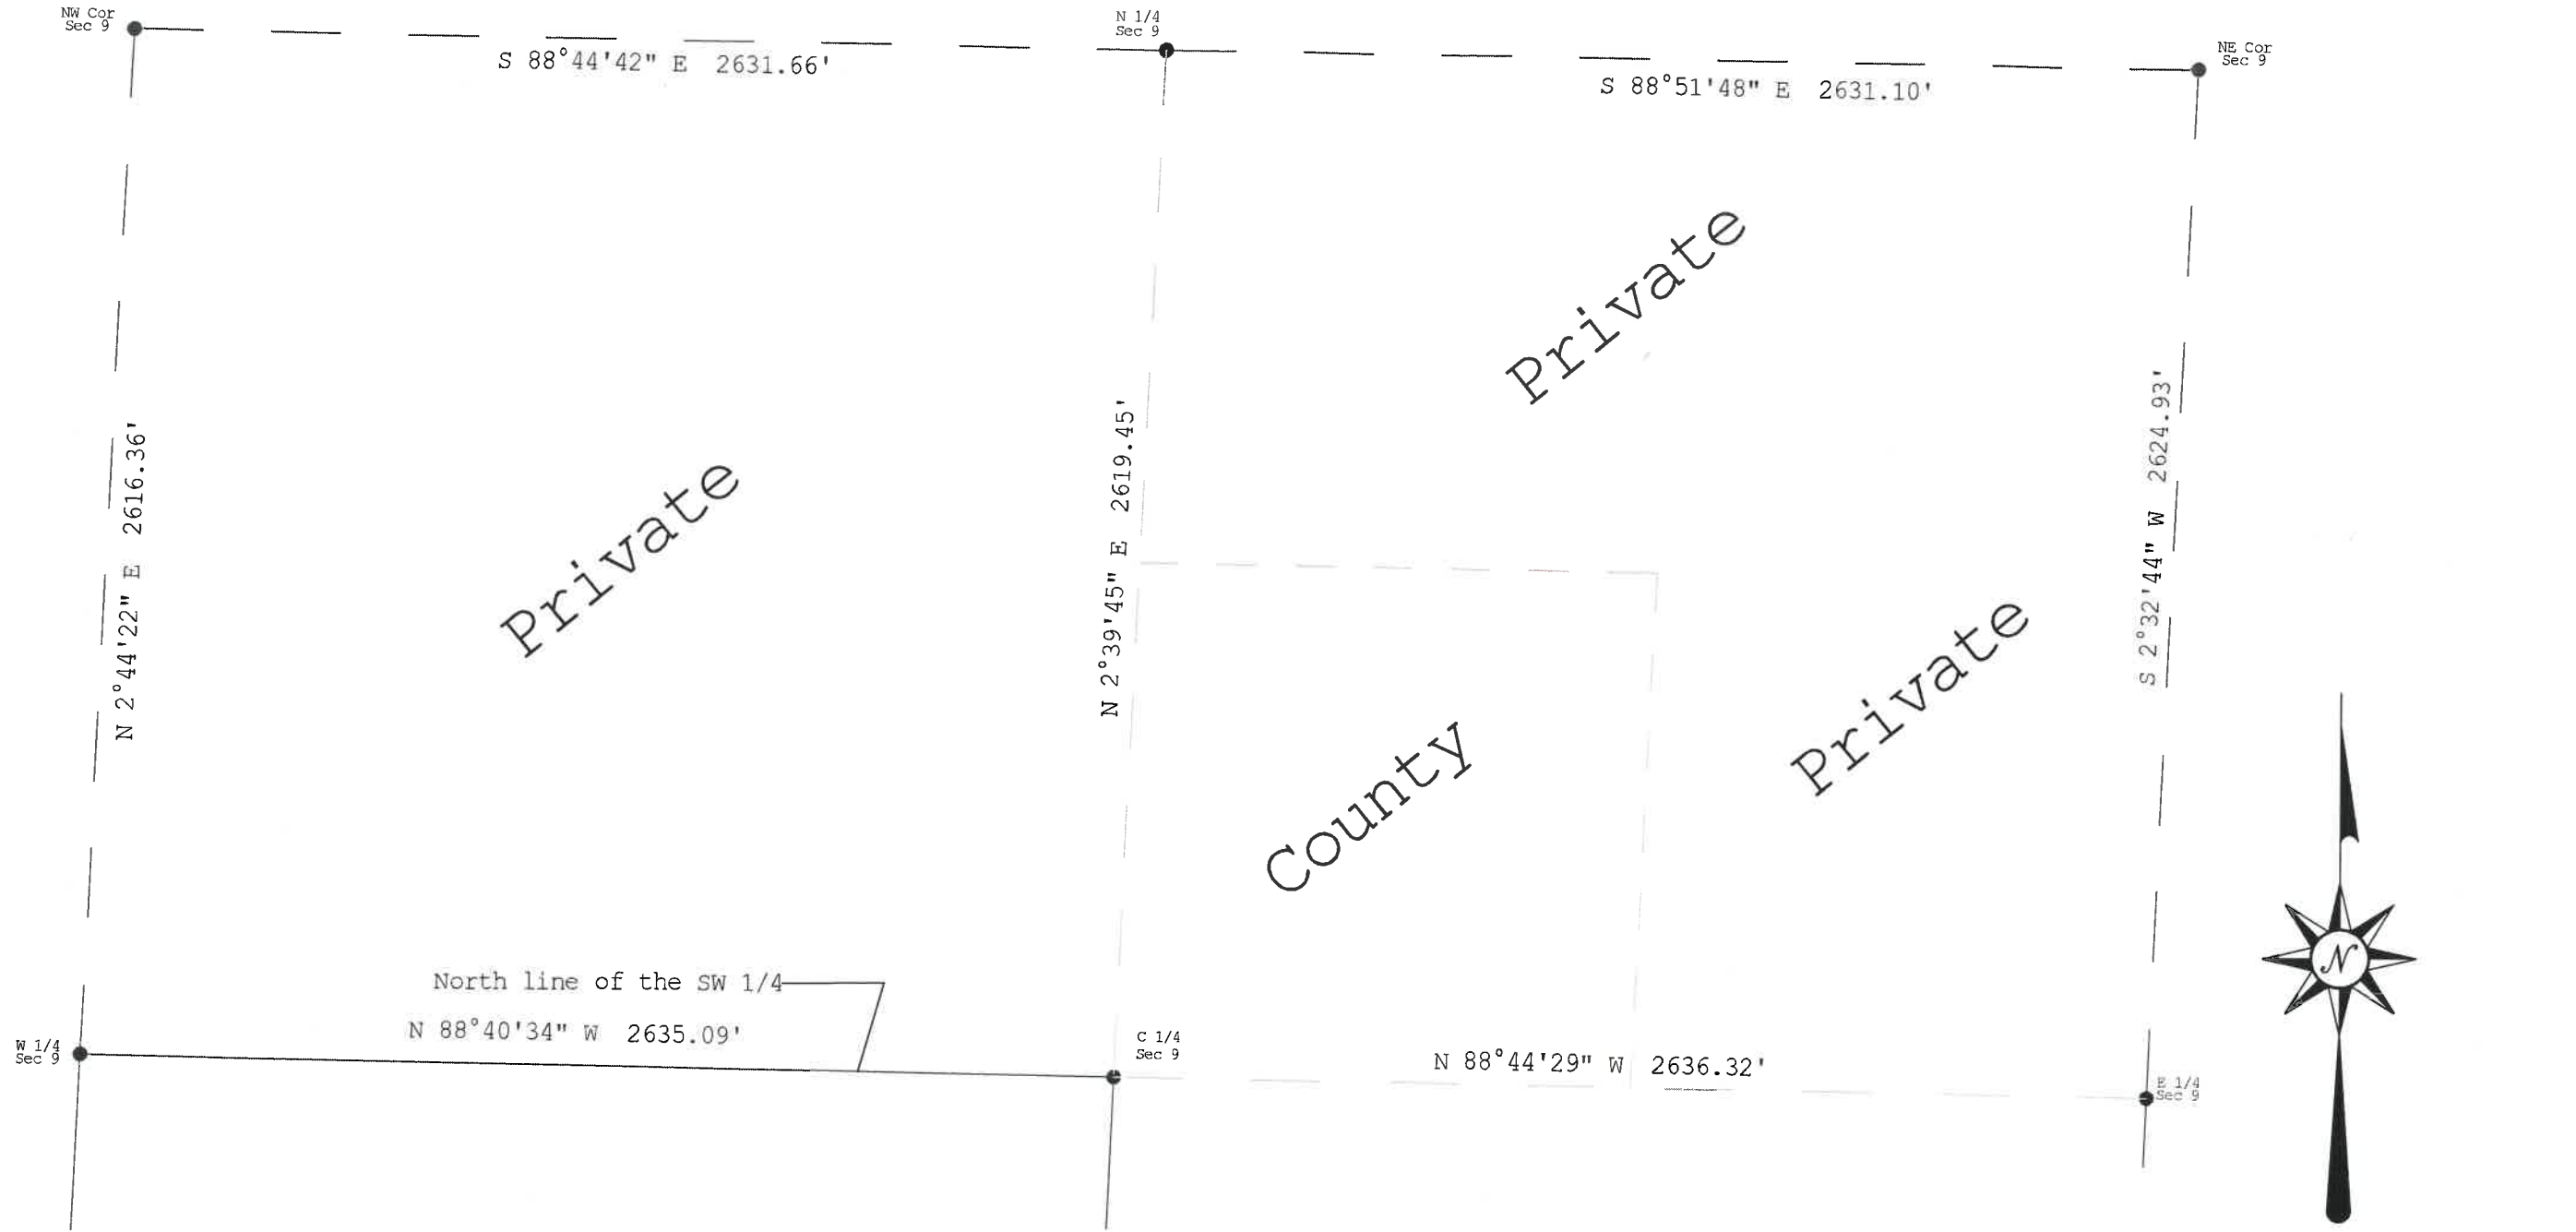 NW Cor
Sec 9
N 1/4
Sec 9
NE Cor
Sec 9
S 88°44'42" E 2631.66'
S 88°51'48" E 2631.10'
Private
N 2°44'22" E 2616.36'
N 2°39'45" E 2619.45'
S 2°32'44" W 2624.93'
Private
Private
County
North line of the SW 1/4
N 88°40'34" W 2635.09'
W 1/4
Sec 9
C 1/4
Sec 9
N 88°44'29" W 2636.32'
E 1/4
Sec 9
N